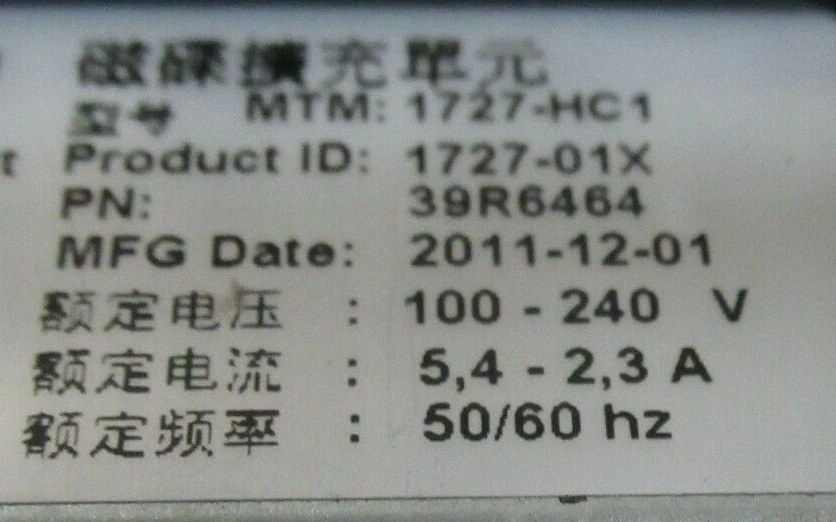 磁碟擴充單元
型号 MTM: 1727-HC1
t Product ID: 1727-01X
PN: 39R6464
MFG Date: 2011-12-01
额定电压 : 100 - 240 V
额定电流 : 5,4 - 2,3 A
额定频率 : 50/60 hz